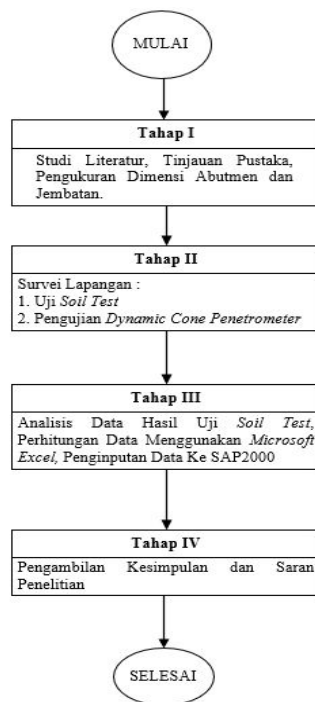 MULAI
Tahap I
Studi Literatur, Tinjauan Pustaka,
Pengukuran Dimensi Abutmen dan
Jembatan.
Tahap II
Survei Lapangan :
1. Uji Soil Test
2. Pengujian Dynamic Cone Penetrometer
Tahap III
Analisis Data Hasil Uji Soil Test,
Perhitungan Data Menggunakan Microsoft
Excel, Penginputan Data Ke SAP2000
Tahap IV
Pengambilan Kesimpulan dan Saran
Penelitian
SELESAI